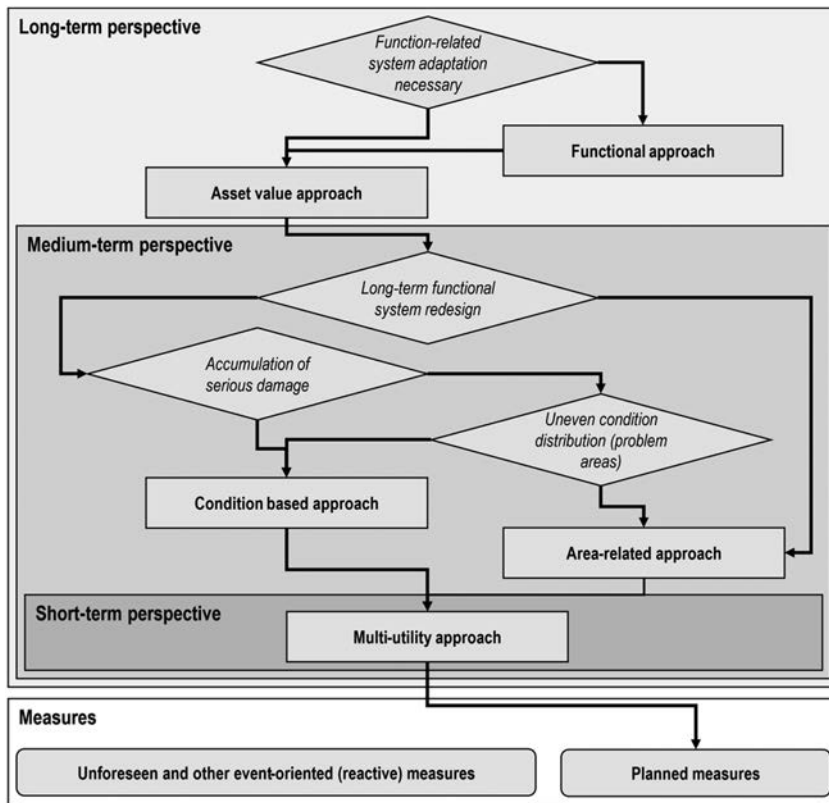 Long-term perspective
Function-related
system adaptation
necessary
Functional approach
Asset value approach
Medium-term perspective
Long-term functional
system redesign
Accumulation of
serious damage
Uneven condition
distribution (problem
areas)
Condition based approach
Area-related approach
Short-term perspective
Multi-utility approach
Measures
Unforeseen and other event-oriented (reactive) measures
Planned measures